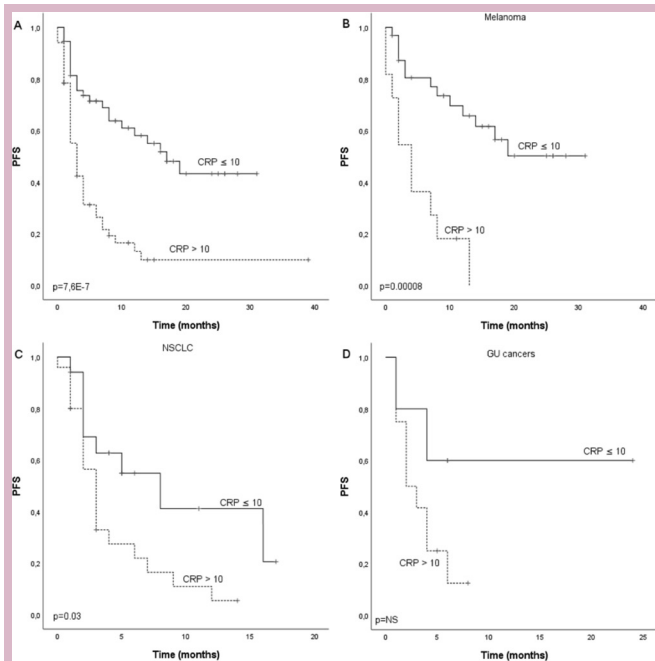 A
1,0
0,8
0,6
0,4
0,2
0,0
PFS
CRP ≤ 10
CRP > 10
p=7,6E-7
0 10 20 30 40
Time (months)
B
Melanoma
1,0
0,8
0,6
0,4
0,2
0,0
PFS
CRP ≤ 10
CRP > 10
p=0.00008
0 10 20 30 40
Time (months)
C
NSCLC
1,0
0,8
0,6
0,4
0,2
0,0
PFS
CRP ≤ 10
CRP > 10
p=0.03
0 5 10 15 20
Time (months)
D
GU cancers
1,0
0,8
0,6
0,4
0,2
0,0
PFS
CRP ≤ 10
CRP > 10
p=NS
0 5 10 15 20 25
Time (months)